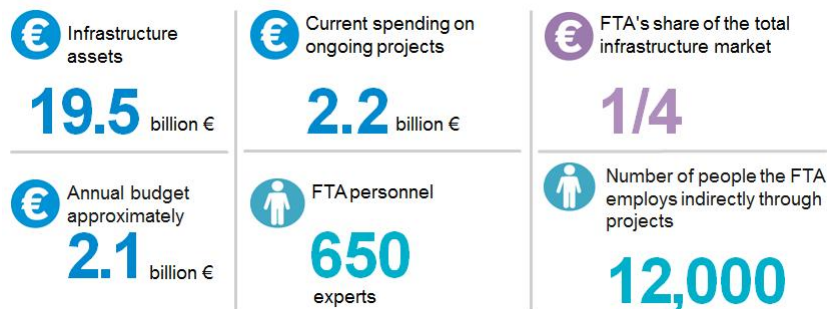 € Infrastructure
assets
19.5 billion €
€ Current spending on
ongoing projects
2.2 billion €
€ FTA's share of the total
infrastructure market
1/4
€ Annual budget
approximately
2.1 billion €
FTA personnel
650
experts
Number of people the FTA
employs indirectly through
projects
12,000